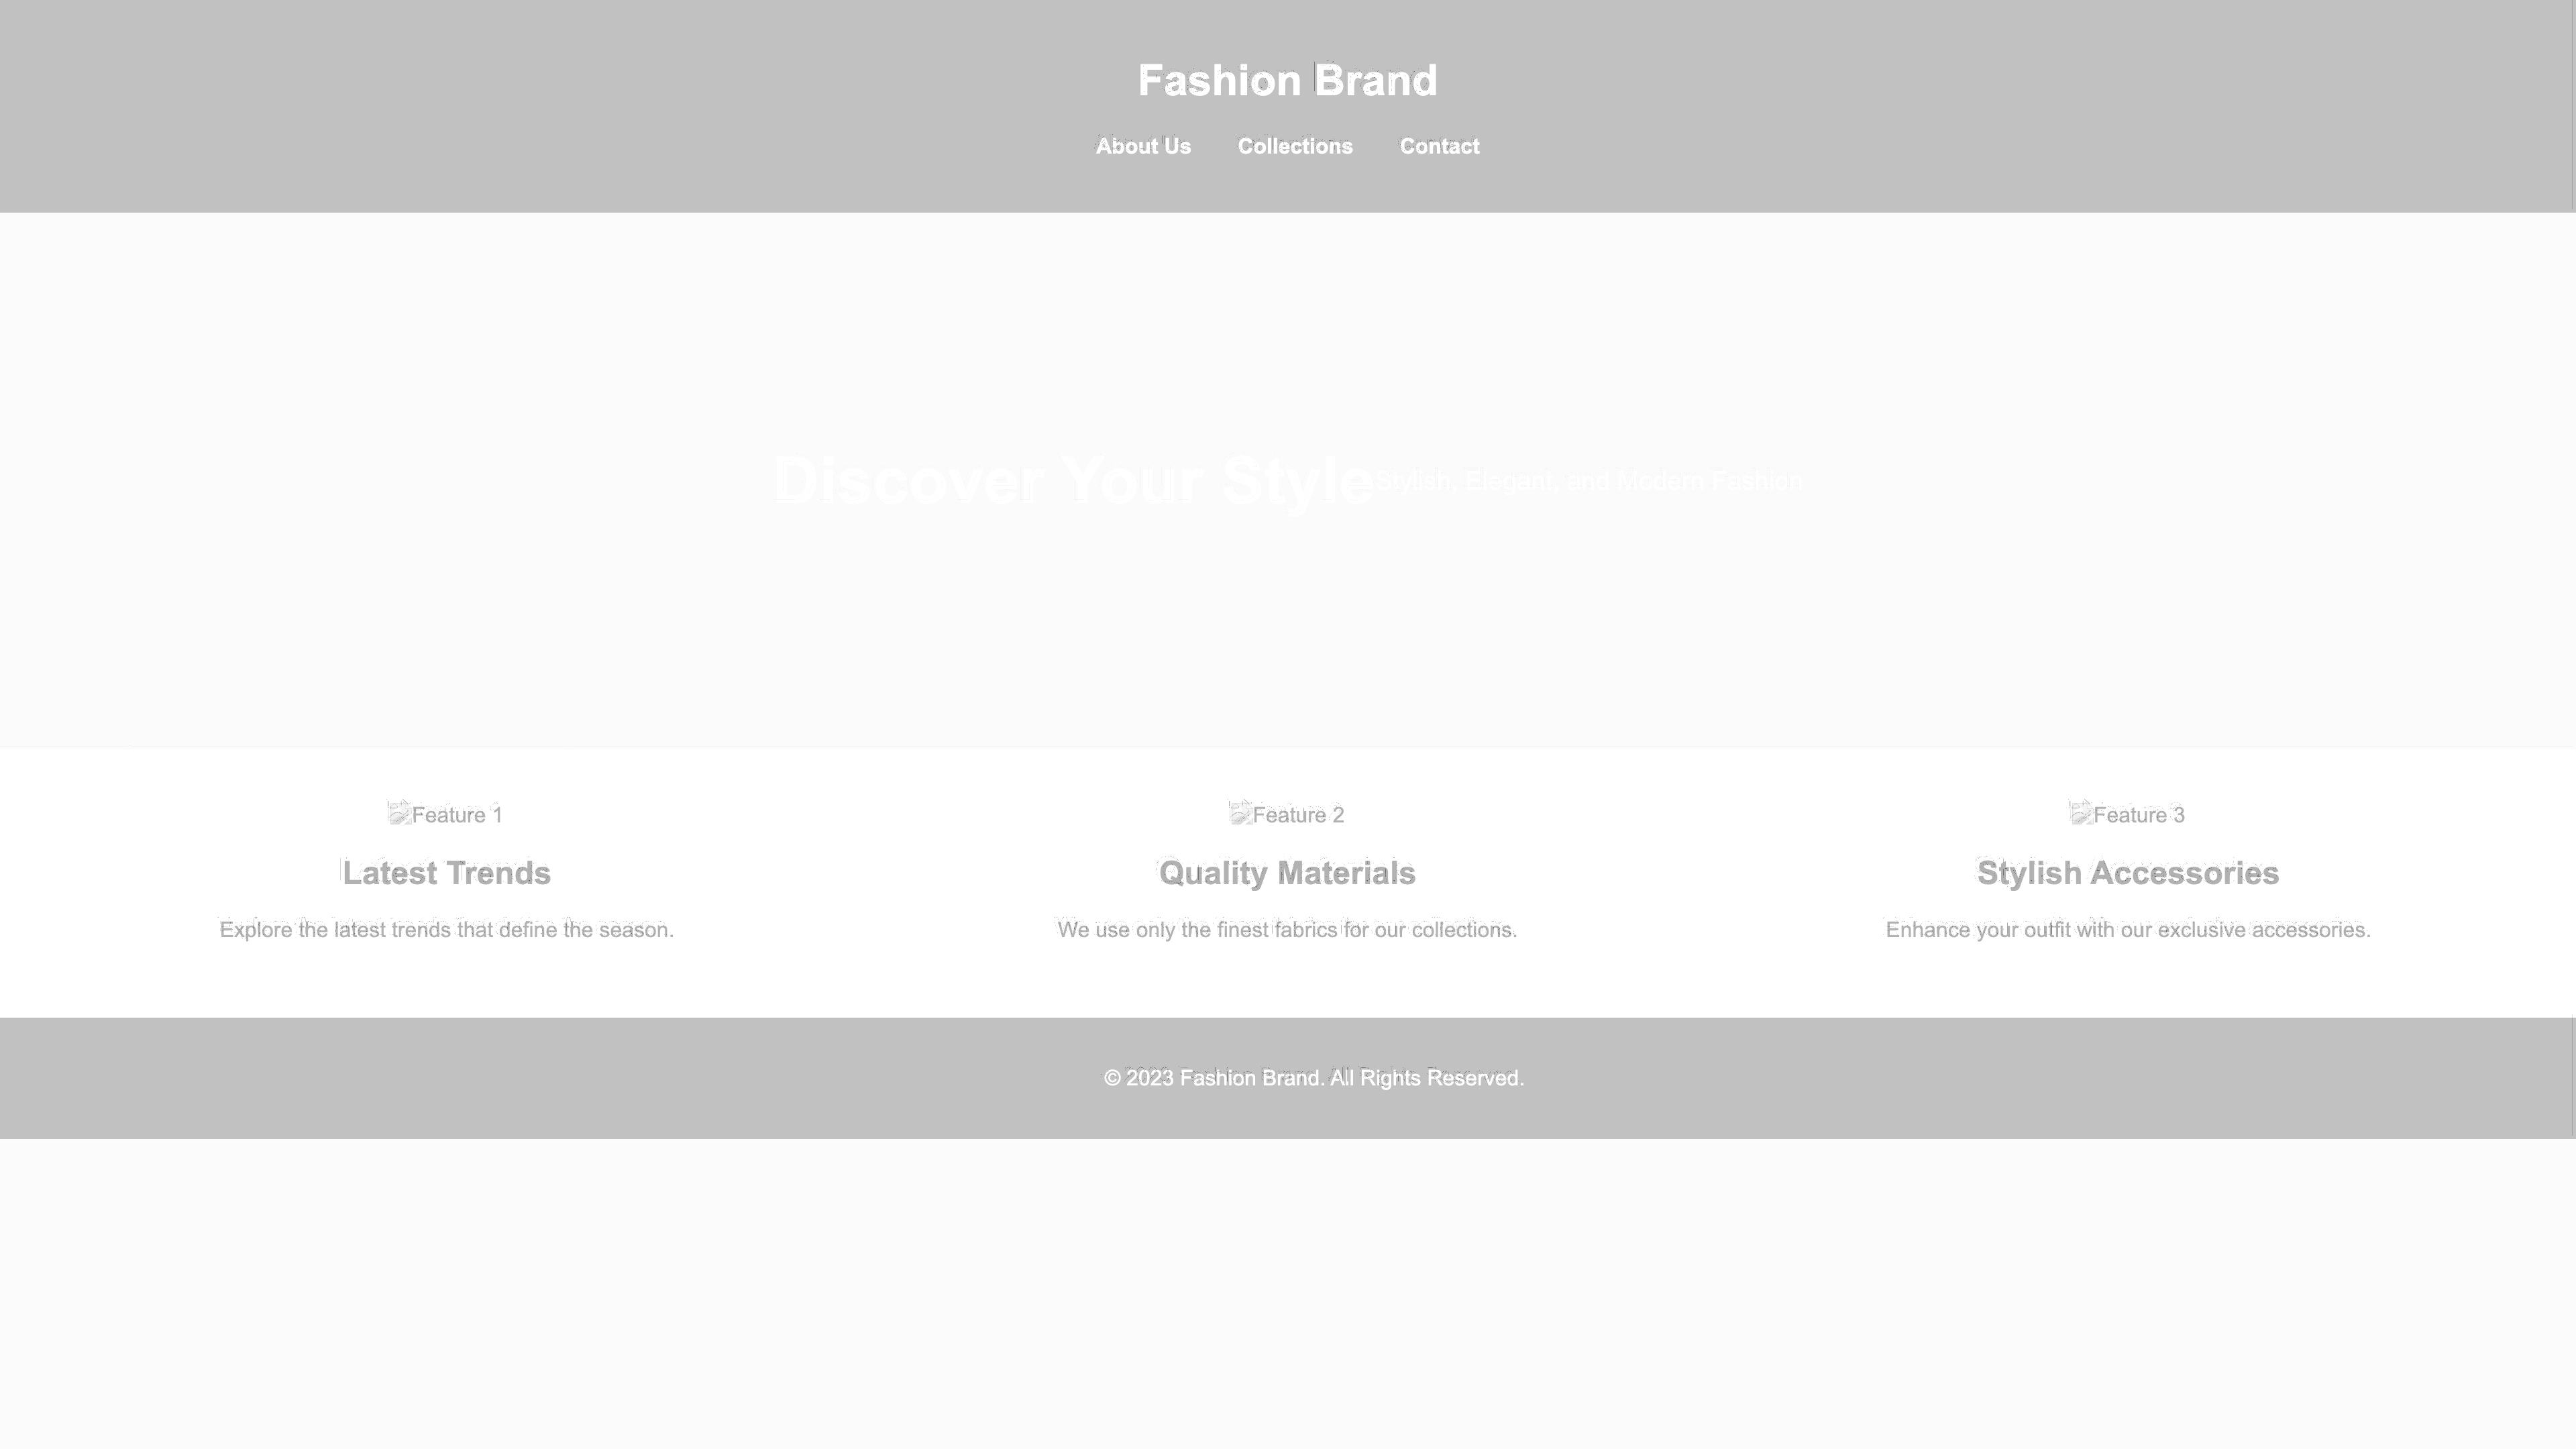 Fashion Brand
About Us Collections Contact
Discover Your Style Stylish, Elegant, and Modern Fashion
Feature 1 Feature 2 Feature 3
Latest Trends Quality Materials Stylish Accessories
Explore the latest trends that define the season. We use only the finest fabrics for our collections. Enhance your outfit with our exclusive accessories.
© 2023 Fashion Brand. All Rights Reserved.